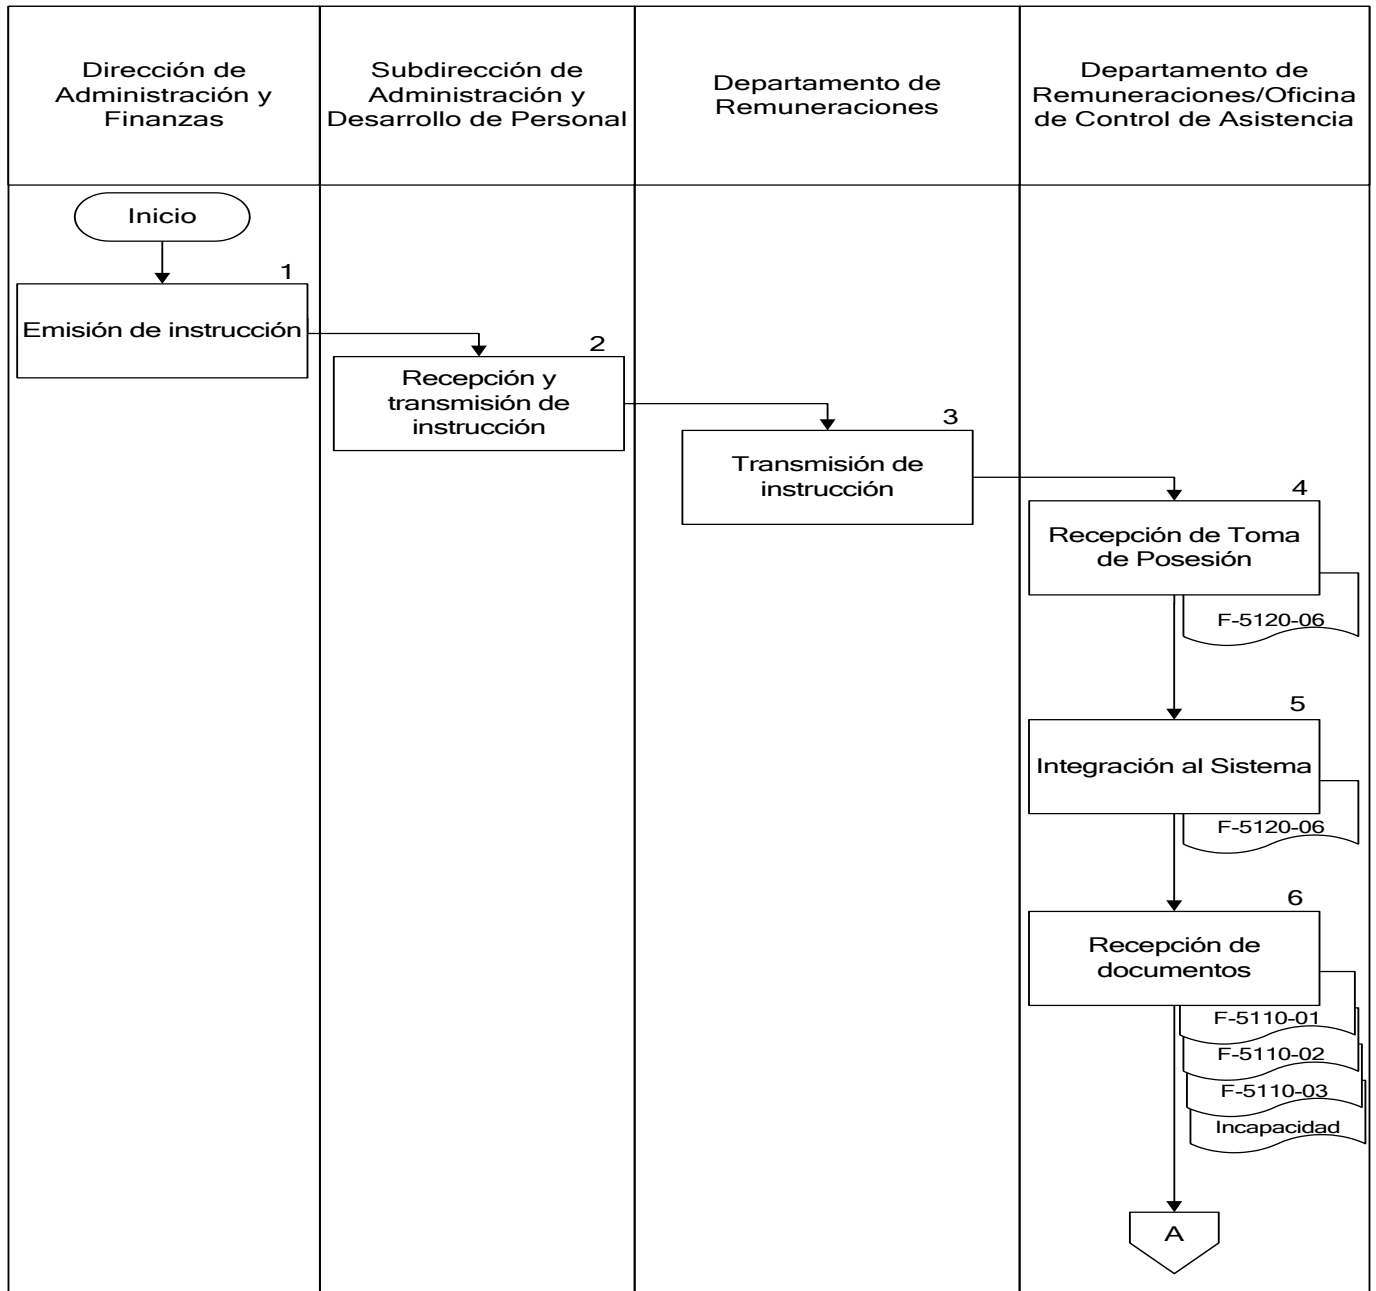 Dirección de
Administración y
Finanzas
Subdirección de
Administración y
Desarrollo de Personal
Departamento de
Remuneraciones
Departamento de
Remuneraciones/Oficina
de Control de Asistencia
Inicio
1
Emisión de instrucción
2
Recepción y
transmisión de
instrucción
3
Transmisión de
instrucción
4
Recepción de Toma
de Posesión
F-5120-06
5
Integración al Sistema
F-5120-06
6
Recepción de
documentos
F-5110-01
F-5110-02
F-5110-03
Incapacidad
A